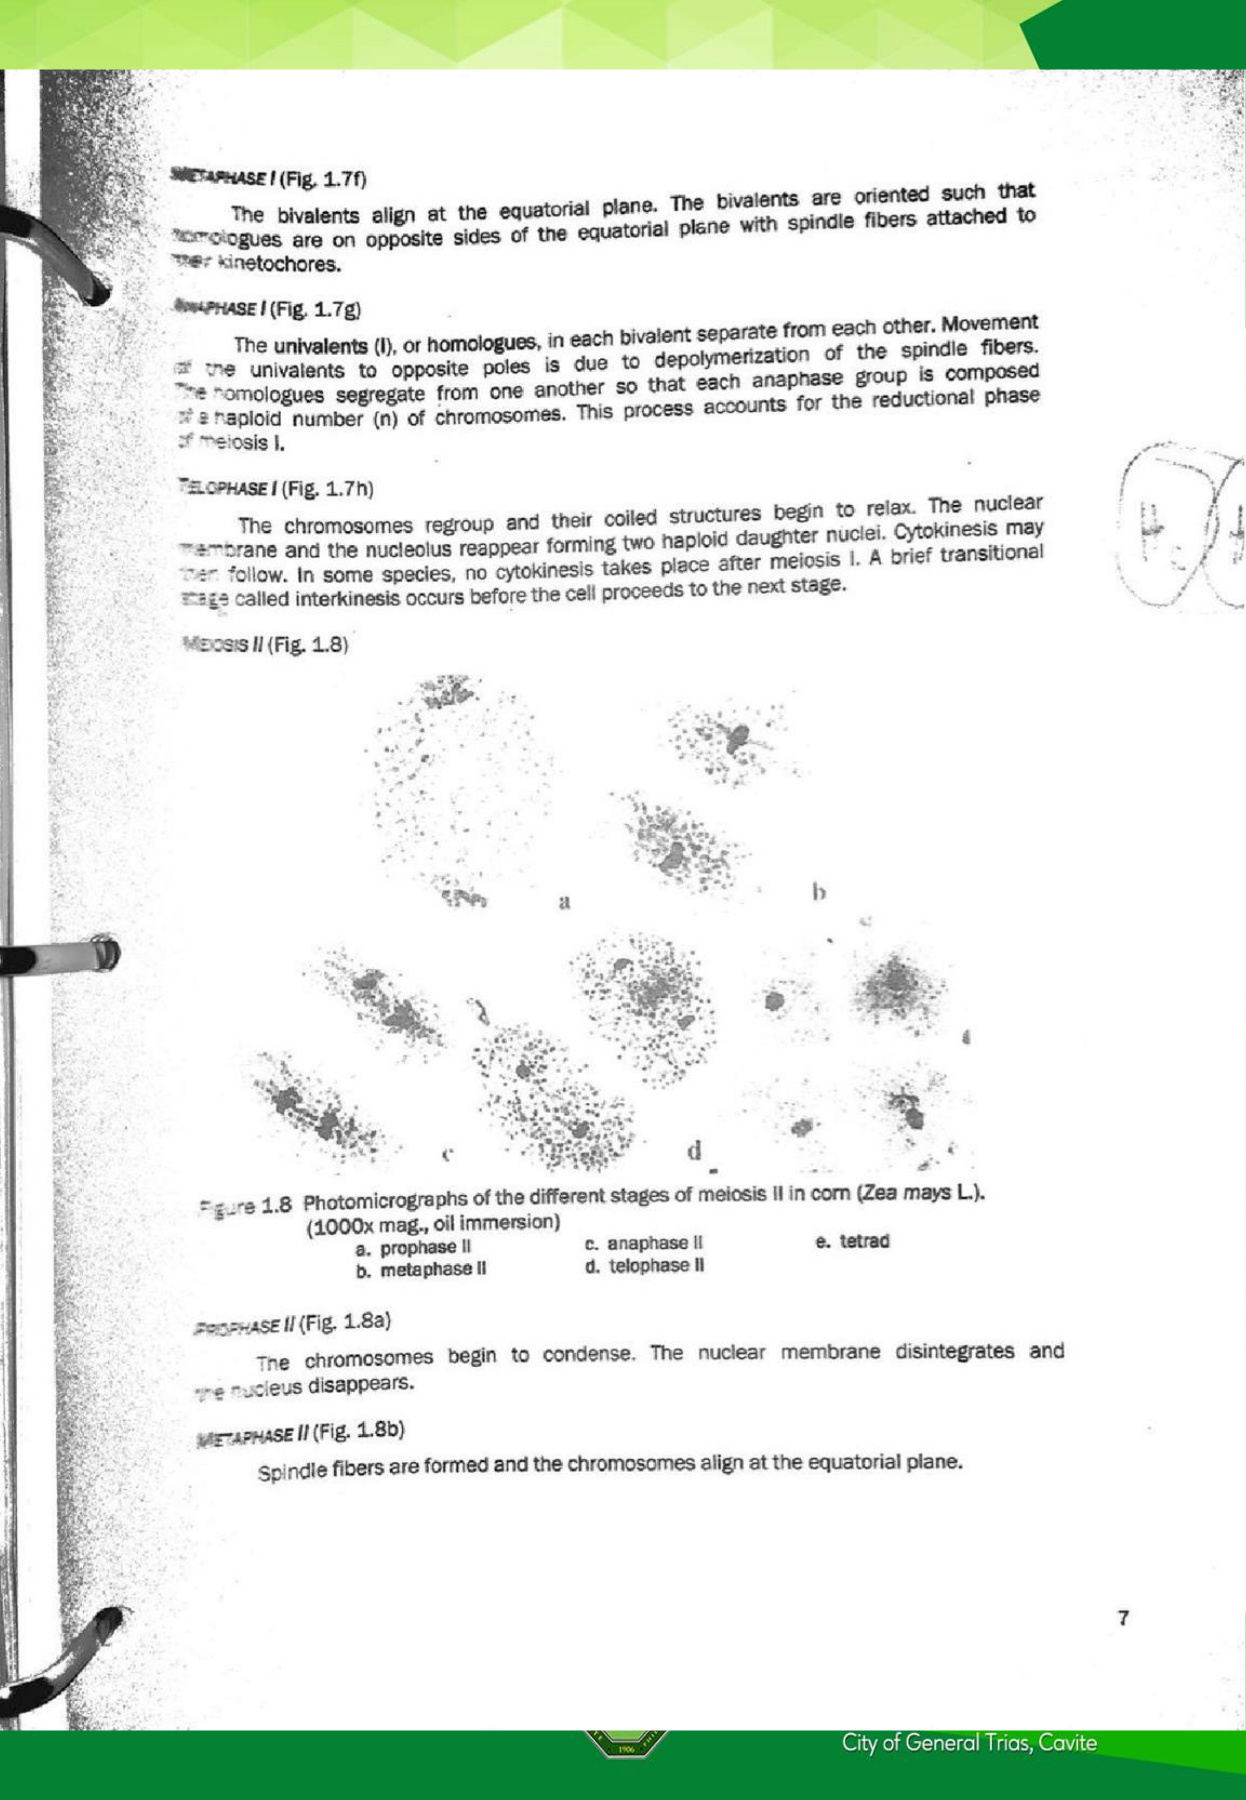 METAPHASE I (Fig. 1.7f)
The bivalents align at the equatorial plane. The bivalents are oriented such that
homologues are on opposite sides of the equatorial plane with spindle fibers attached to
their kinetochores.
ANAPHASE I (Fig. 1.7g)
The univalents (I), or homologues, in each bivalent separate from each other. Movement
of the univalents to opposite poles is due to depolymerization of the spindle fibers.
The homologues segregate from one another so that each anaphase group is composed
of a haploid number (n) of chromosomes. This process accounts for the reductional phase
of meiosis I.
TELOPHASE I (Fig. 1.7h)
The chromosomes regroup and their coiled structures begin to relax. The nuclear
membrane and the nucleolus reappear forming two haploid daughter nuclei. Cytokinesis may
then follow. In some species, no cytokinesis takes place after meiosis I. A brief transitional
stage called interkinesis occurs before the cell proceeds to the next stage.
MEIOSIS II (Fig. 1.8)
a
b
c
d
Figure 1.8 Photomicrographs of the different stages of meiosis II in corn (Zea mays L.).
(1000x mag., oil immersion)
a. prophase II c. anaphase II e. tetrad
b. metaphase II d. telophase II
PROPHASE II (Fig. 1.8a)
The chromosomes begin to condense. The nuclear membrane disintegrates and
the nucleus disappears.
METAPHASE II (Fig. 1.8b)
Spindle fibers are formed and the chromosomes align at the equatorial plane.
7
1906
City of General Trias, Cavite